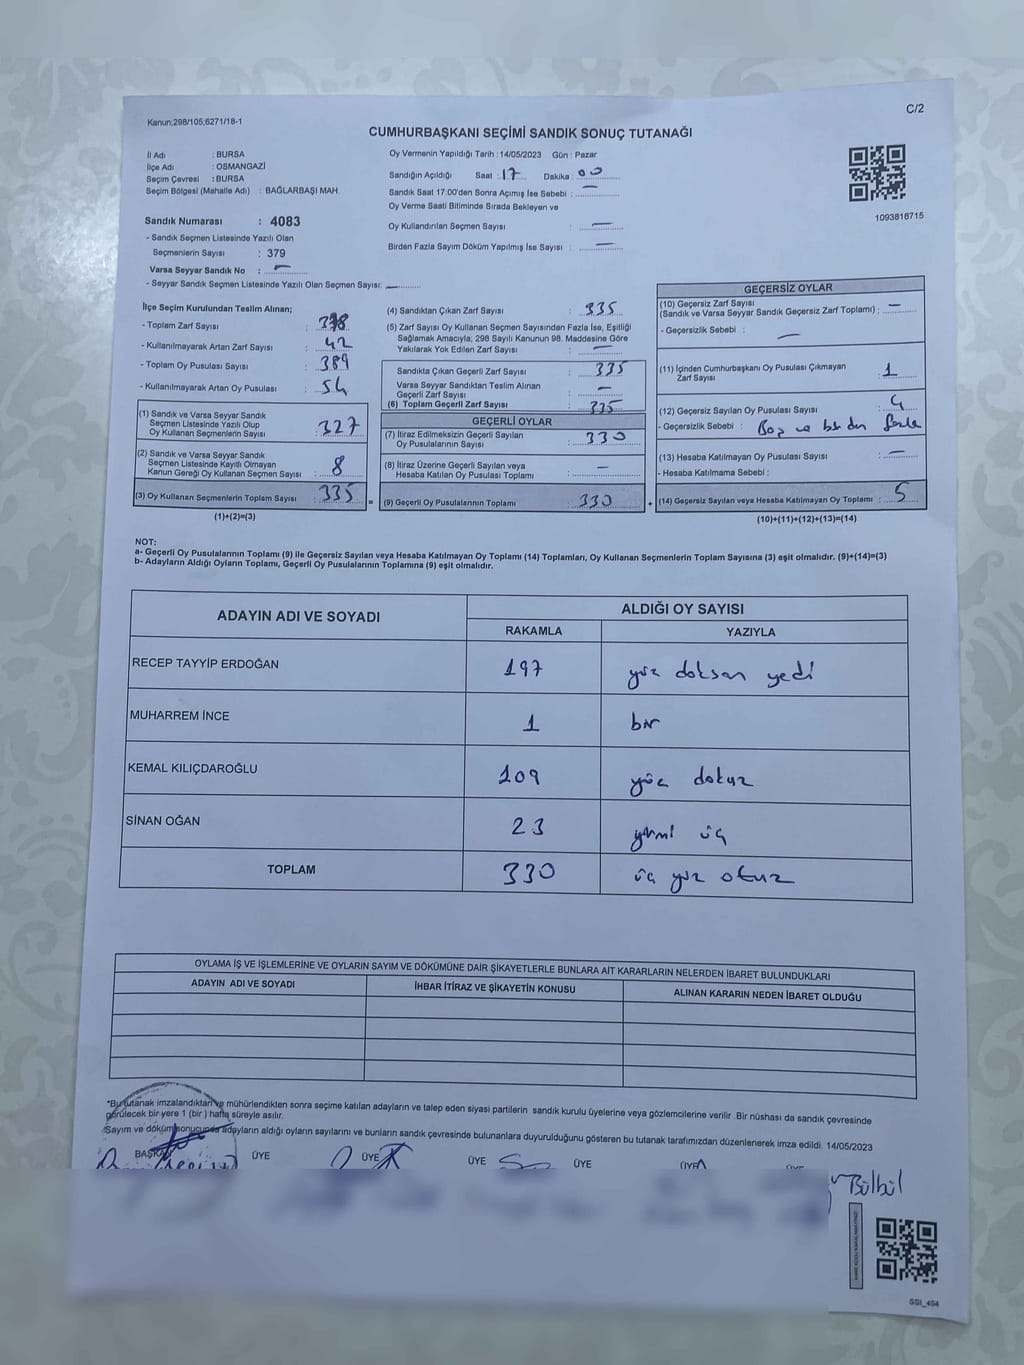 C/2
Kanun;298/105;6271/18-1
CUMHURBAŞKANI SEÇİMİ SANDIK SONUÇ TUTANAĞI
İl Adı : BURSA
İlçe Adı : OSMANGAZİ
Seçim Çevresi : BURSA
Seçim Bölgesi (Mahalle Adı) : BAĞLARBAŞI MAH.
Sandık Numarası : 4083
- Sandık Seçmen Listesinde Yazılı Olan
Seçmenlerin Sayısı : 379
Varsa Seyyar Sandık No : —
- Seyyar Sandık Seçmen Listesinde Yazılı Olan Seçmen Sayısı: —
Oy Vermenin Yapıldığı Tarih : 14/05/2023 Gün : Pazar
Sandığın Açıldığı Saat : 17 Dakika : 00
Sandık Saat 17:00'den Sonra Açımış İse Sebebi : —
Oy Verme Saati Bitiminde Sırada Bekleyen ve
Oy Kullandırılan Seçmen Sayısı : —
Birden Fazla Sayım Döküm Yapılmış İse Sayısı : —
1093816715
İlçe Seçim Kurulundan Teslim Alınan;
- Toplam Zarf Sayısı :
- Kullanılmayarak Artan Zarf Sayısı : 42
- Toplam Oy Pusulası Sayısı : 389
- Kullanılmayarak Artan Oy Pusulası : 54
(1) Sandık ve Varsa Seyyar Sandık
Seçmen Listesinde Yazılı Olup
Oy Kullanan Seçmenlerin Sayısı : 327
(2) Sandık ve Varsa Seyyar Sandık
Seçmen Listesinde Kayıtlı Olmayan
Kanun Gereği Oy Kullanan Seçmen Sayısı : 8
(3) Oy Kullanan Seçmenlerin Toplam Sayısı : 335
(1)+(2)=(3)
(4) Sandıktan Çıkan Zarf Sayısı : 335
(5) Zarf Sayısı Oy Kullanan Seçmen Sayısından Fazla İse, Eşitliği
Sağlamak Amacıyla; 298 Sayılı Kanunun 98. Maddesine Göre
Yakılarak Yok Edilen Zarf Sayısı : —
Sandıkta Çıkan Geçerli Zarf Sayısı : 335
Varsa Seyyar Sandıktan Teslim Alınan
Geçerli Zarf Sayısı : —
(6) Toplam Geçerli Zarf Sayısı : 335
GEÇERLİ OYLAR
(7) İtiraz Edilmeksizin Geçerli Sayılan
Oy Pusulasının Sayısı : 330
(8) İtiraz Üzerine Geçerli Sayılan veya
Hesaba Katılan Oy Pusulası Toplamı : —
= (9) Geçerli Oy Pusulalarının Toplamı : 330
GEÇERSİZ OYLAR
(10) Geçersiz Zarf Sayısı
(Sandık ve Varsa Seyyar Sandık Geçersiz Zarf Toplamı) : —
- Geçersizlik Sebebi : —
(11) İçinden Cumhurbaşkanı Oy Pusulası Çıkmayan
Zarf Sayısı : 1
(12) Geçersiz Sayılan Oy Pusulası Sayısı : 4
- Geçersizlik Sebebi : Boş ve birden fazla
(13) Hesaba Katılmayan Oy Pusulası Sayısı : —
- Hesaba Katılmama Sebebi :
+ (14) Geçersiz Sayılan veya Hesaba Katılmayan Oy Toplamı : 5
(10)+(11)+(12)+(13)=(14)
NOT:
a- Geçerli Oy Pusulalarının Toplamı (9) ile Geçersiz Sayılan veya Hesaba Katılmayan Oy Toplamı (14) Toplamları, Oy Kullanan Seçmenlerin Toplam Sayısına (3) eşit olmalıdır. (9)+(14)=(3)
b- Adayların Aldığı Oyların Toplamı, Geçerli Oy Pusulalarının Toplamına (9) eşit olmalıdır.
ADAYIN ADI VE SOYADI ALDIĞI OY SAYISI
RAKAMLA YAZIYLA
RECEP TAYYİP ERDOĞAN 197 yüz doksan yedi
MUHARREM İNCE 1 bir
KEMAL KILIÇDAROĞLU 109 yüz dokuz
SİNAN OĞAN 23 yirmi üç
TOPLAM 330 üç yüz otuz
OYLAMA İŞ VE İŞLEMLERİNE VE OYLARIN SAYIM VE DÖKÜMÜNE DAİR ŞİKAYETLERLE BUNLARA AİT KARARLARIN NELERDEN İBARET BULUNDUKLARI
ADAYIN ADI VE SOYADI İHBAR İTİRAZ VE ŞİKAYETİN KONUSU ALINAN KARARIN NEDEN İBARET OLDUĞU
*Bu tutanak imzalandıktan ve mühürlendikten sonra seçime katılan adayların ve talep eden siyasi partilerin sandık kurulu üyelerine veya gözlemcilerine verilir. Bir nüshası da sandık çevresinde
görülecek bir yere 1 (bir) hafta süreyle asılır.
Sayım ve döküm sonucunda adayların aldığı oyların sayılarını ve bunların sandık çevresinde bulunanlara duyurulduğunu gösteren bu tutanak tarafımızdan düzenlenerek imza edildi. 14/05/2023
BAŞKAN ÜYE ÜYE ÜYE ÜYE ÜYE ÜYE
Bülbül
SSI_404